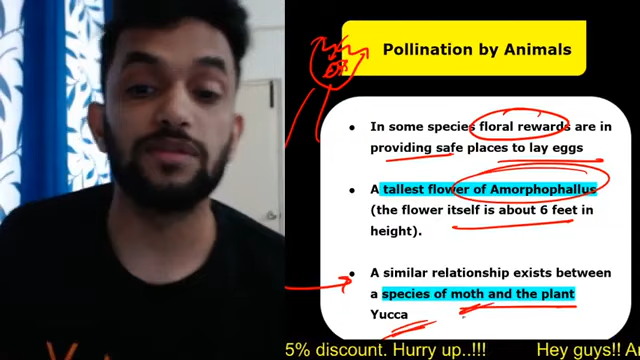 Pollination by Animals
• In some species floral rewards are in
providing safe places to lay eggs
• A tallest flower of Amorphophallus
(the flower itself is about 6 feet in
height).
• A similar relationship exists between
a species of moth and the plant
Yucca
5% discount. Hurry up..!!! Hey guys!!